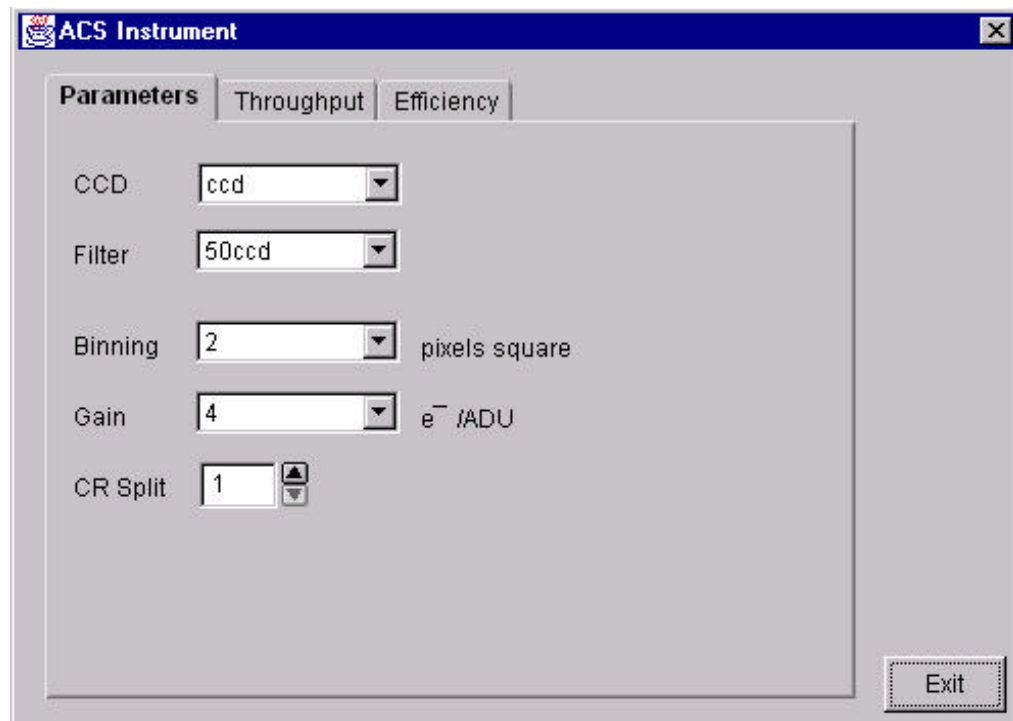 ACS Instrument
Parameters Throughput Efficiency
CCD ccd
Filter 50ccd
Binning 2 pixels square
Gain 4 e¯ /ADU
CR Split 1
Exit